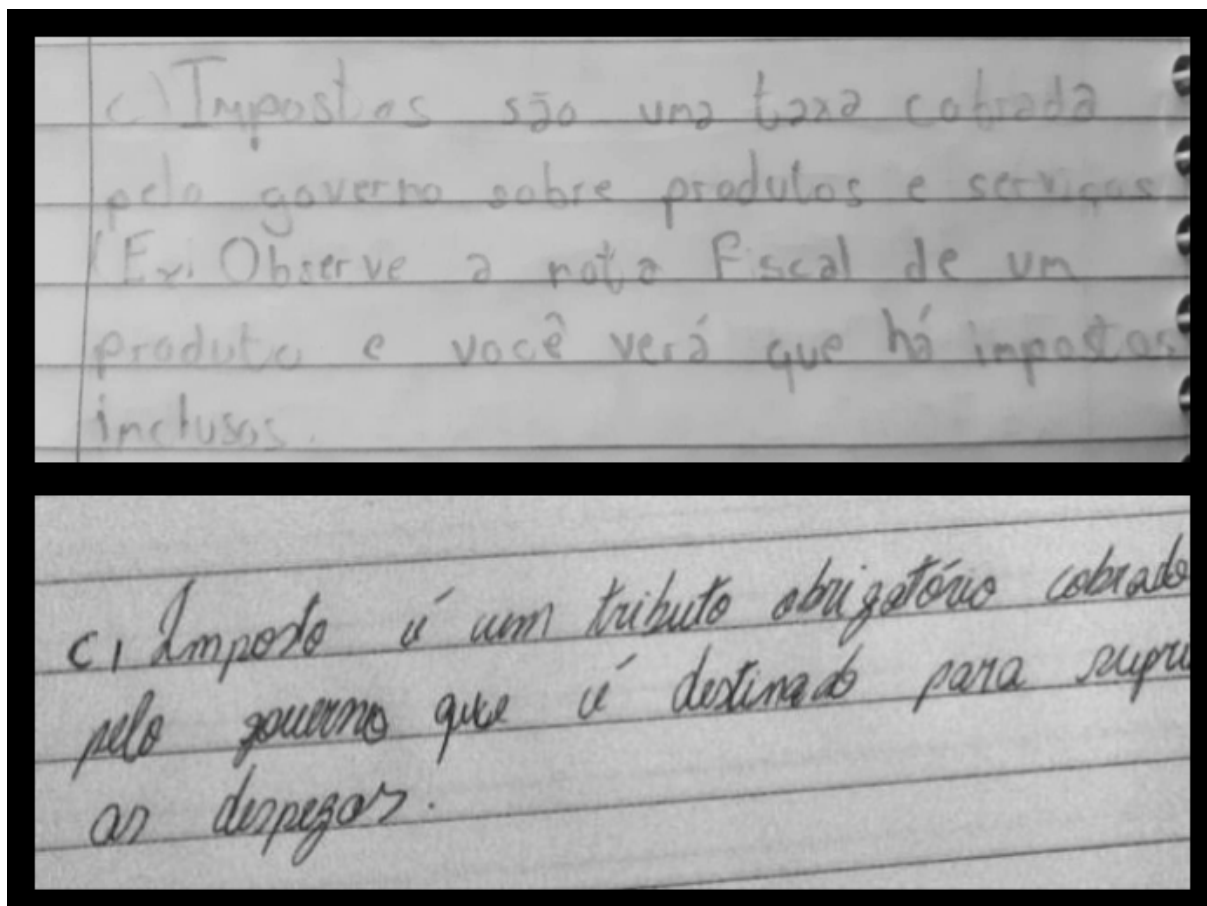 c) Impostos são uma taxa cobrada
pelo governo sobre produtos e serviços
(Ex: Observe a nota Fiscal de um
produto e você verá que há impostos
inclusos.
c) Imposto é um tributo obrigatório cobrado
pelo governo que é destinado para supri
as despezas.